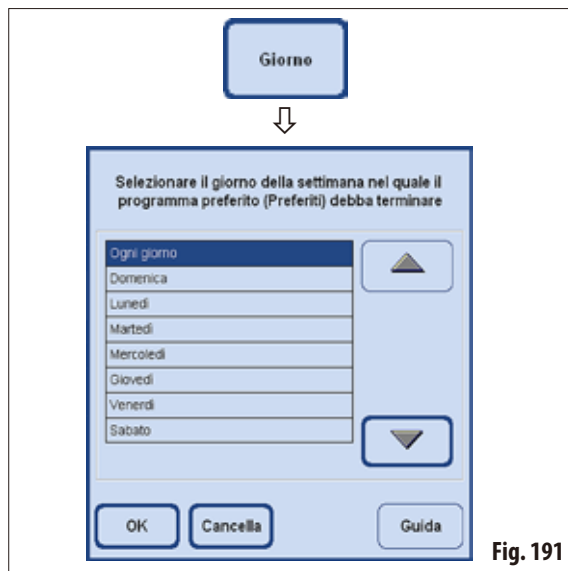 Giorno
Selezionare il giorno della settimana nel quale il
programma preferito (Preferiti) debba terminare
Ogni giorno
Domenica
Lunedì
Martedì
Mercoledì
Giovedì
Venerdì
Sabato
OK
Cancella
Guida
Fig. 191